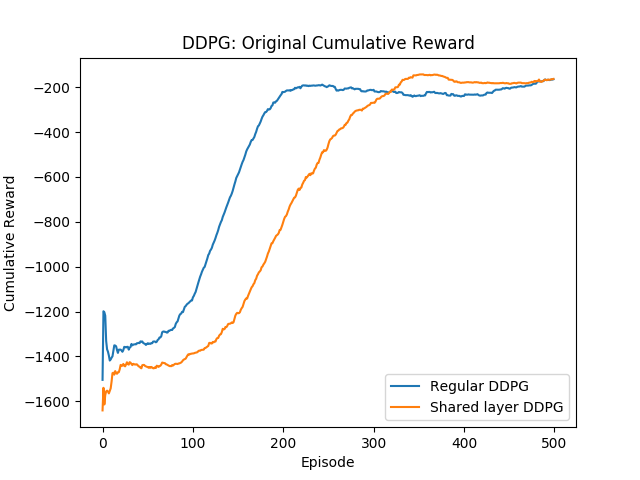 DDPG: Original Cumulative Reward
Cumulative Reward
−200
−400
−600
−800
−1000
−1200
−1400
−1600
0 100 200 300 400 500
Episode
Regular DDPG
Shared layer DDPG